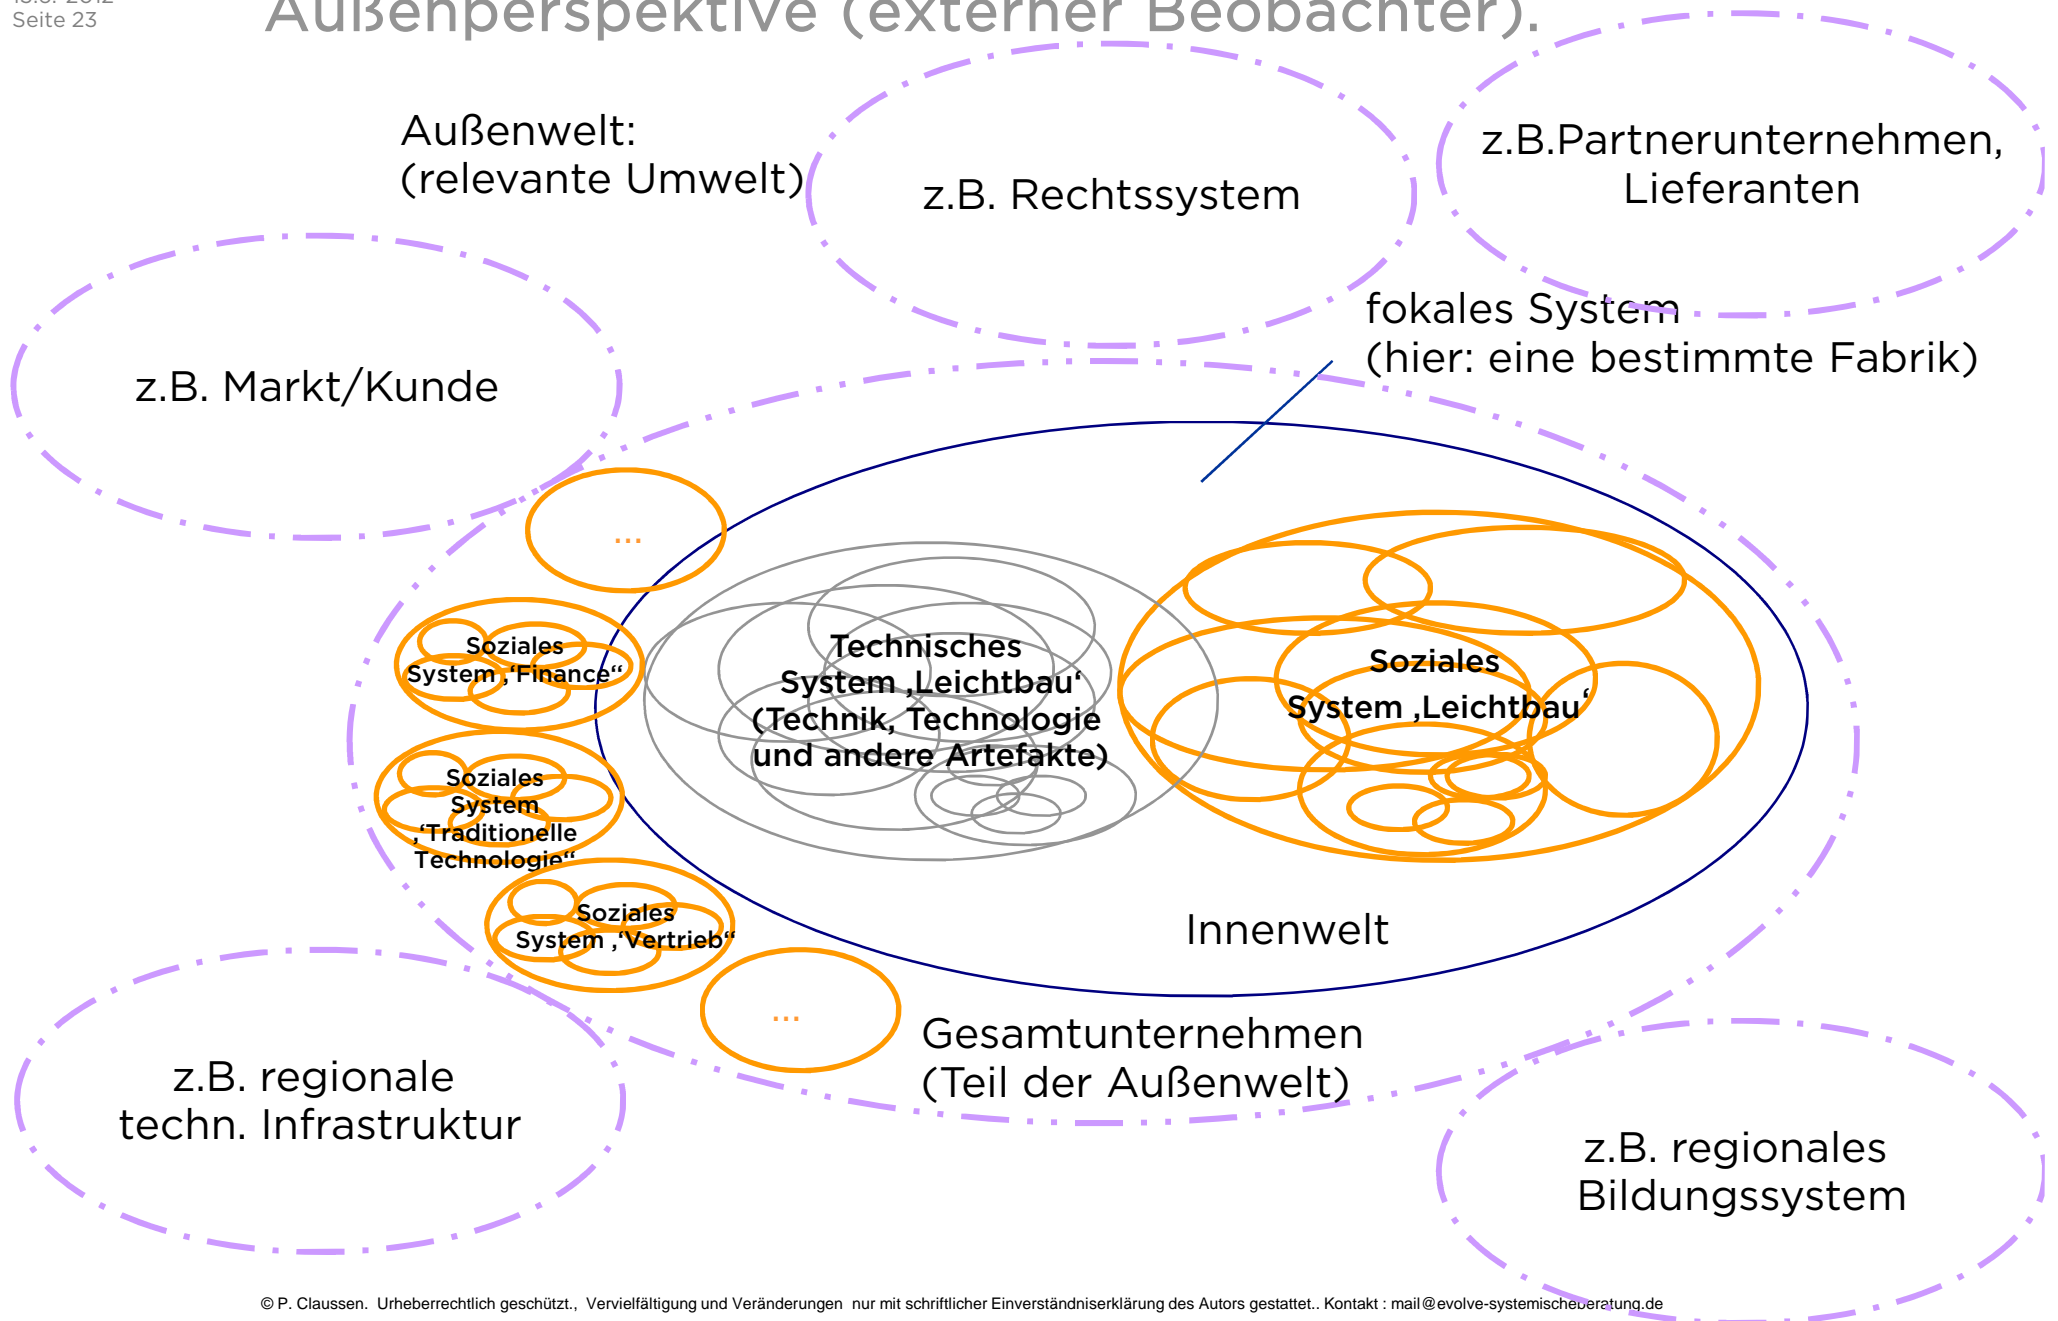 Seite 23
Außenperspektive (externer Beobachter).
Außenwelt:
(relevante Umwelt)
z.B. Rechtssystem
z.B.Partnerunternehmen,
Lieferanten
fokales System
(hier: eine bestimmte Fabrik)
z.B. Markt/Kunde
...
Soziales
System ‚‘Finance“
Technisches
System ‚Leichtbau‘
(Technik, Technologie
und andere Artefakte)
Soziales
System ‚Leichtbau‘
Soziales
System
‚‘Traditionelle
Technologie“
Soziales
System ‚‘Vertrieb“
Innenwelt
...
Gesamtunternehmen
(Teil der Außenwelt)
z.B. regionale
techn. Infrastruktur
z.B. regionales
Bildungssystem
© P. Claussen. Urheberrechtlich geschützt., Vervielfältigung und Veränderungen nur mit schriftlicher Einverständniserklärung des Autors gestattet.. Kontakt : mail@evolve-systemischeberatung.de